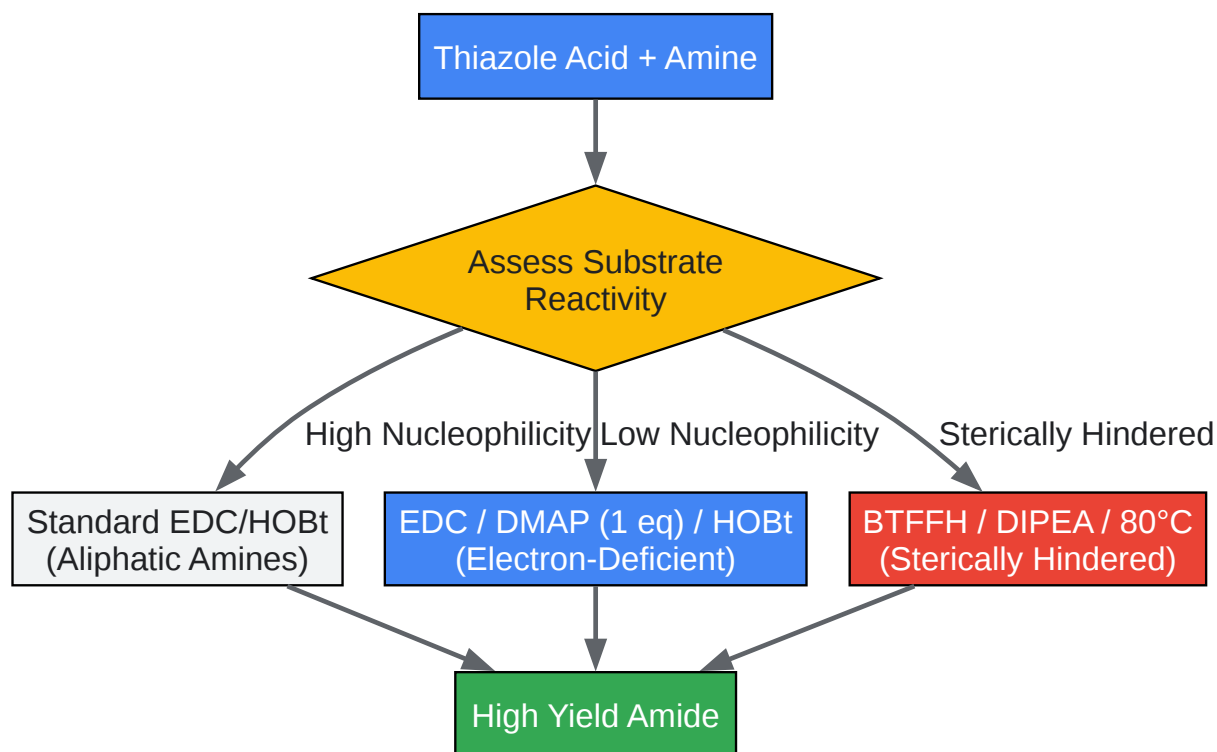 Thiazole Acid + Amine
Assess Substrate
Reactivity
High Nucleophilicity
Low Nucleophilicity
Sterically Hindered
Standard EDC/HOBt
(Aliphatic Amines)
EDC / DMAP (1 eq) / HOBt
(Electron-Deficient)
BTFFH / DIPEA / 80°C
(Sterically Hindered)
High Yield Amide